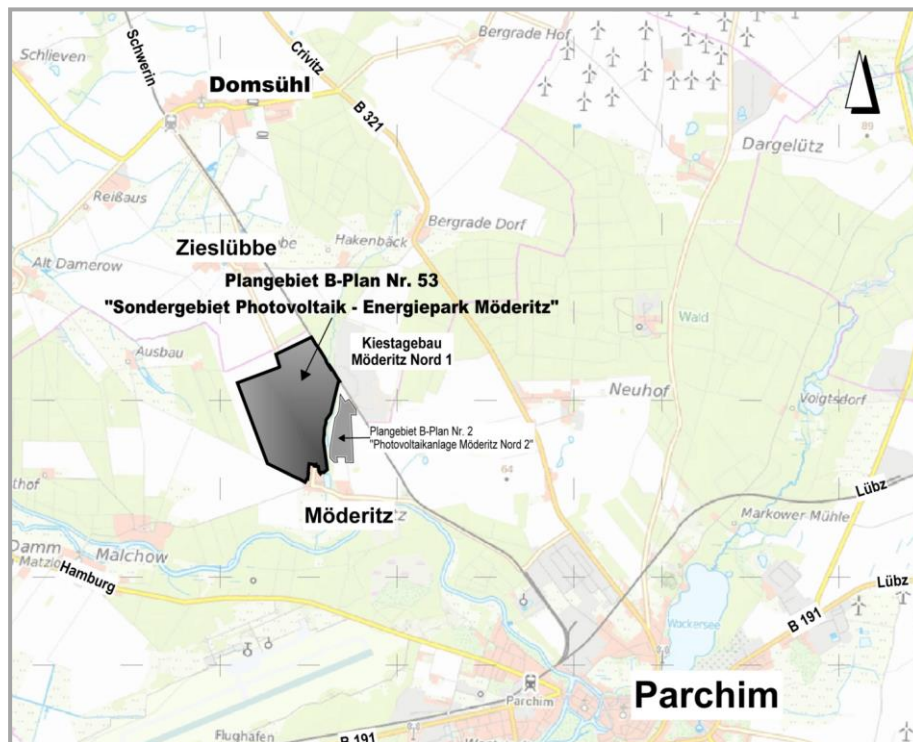 Bergrade Hof
Schlieven
Schwerin
Crivitz
Domsühl
B 321
89
Dargelütz
Reißaus
Bergrade Dorf
Zieslübbe
Hakenbäck
Alt Damerow
Plangebiet B-Plan Nr. 53
"Sondergebiet Photovoltaik - Energiepark Möderitz"
Wald
Kiestagebau
Möderitz Nord 1
Ausbau
Neuhof
Voigtsdorf
Plangebiet B-Plan Nr. 2
"Photovoltaikanlage Möderitz Nord 2"
64
Lübz
Möderitz
Markower Mühle
Damm
Malchow
Hamburg
Lübz
B 191
Wockersee
Parchim
Parchim
Flughafen
B 191